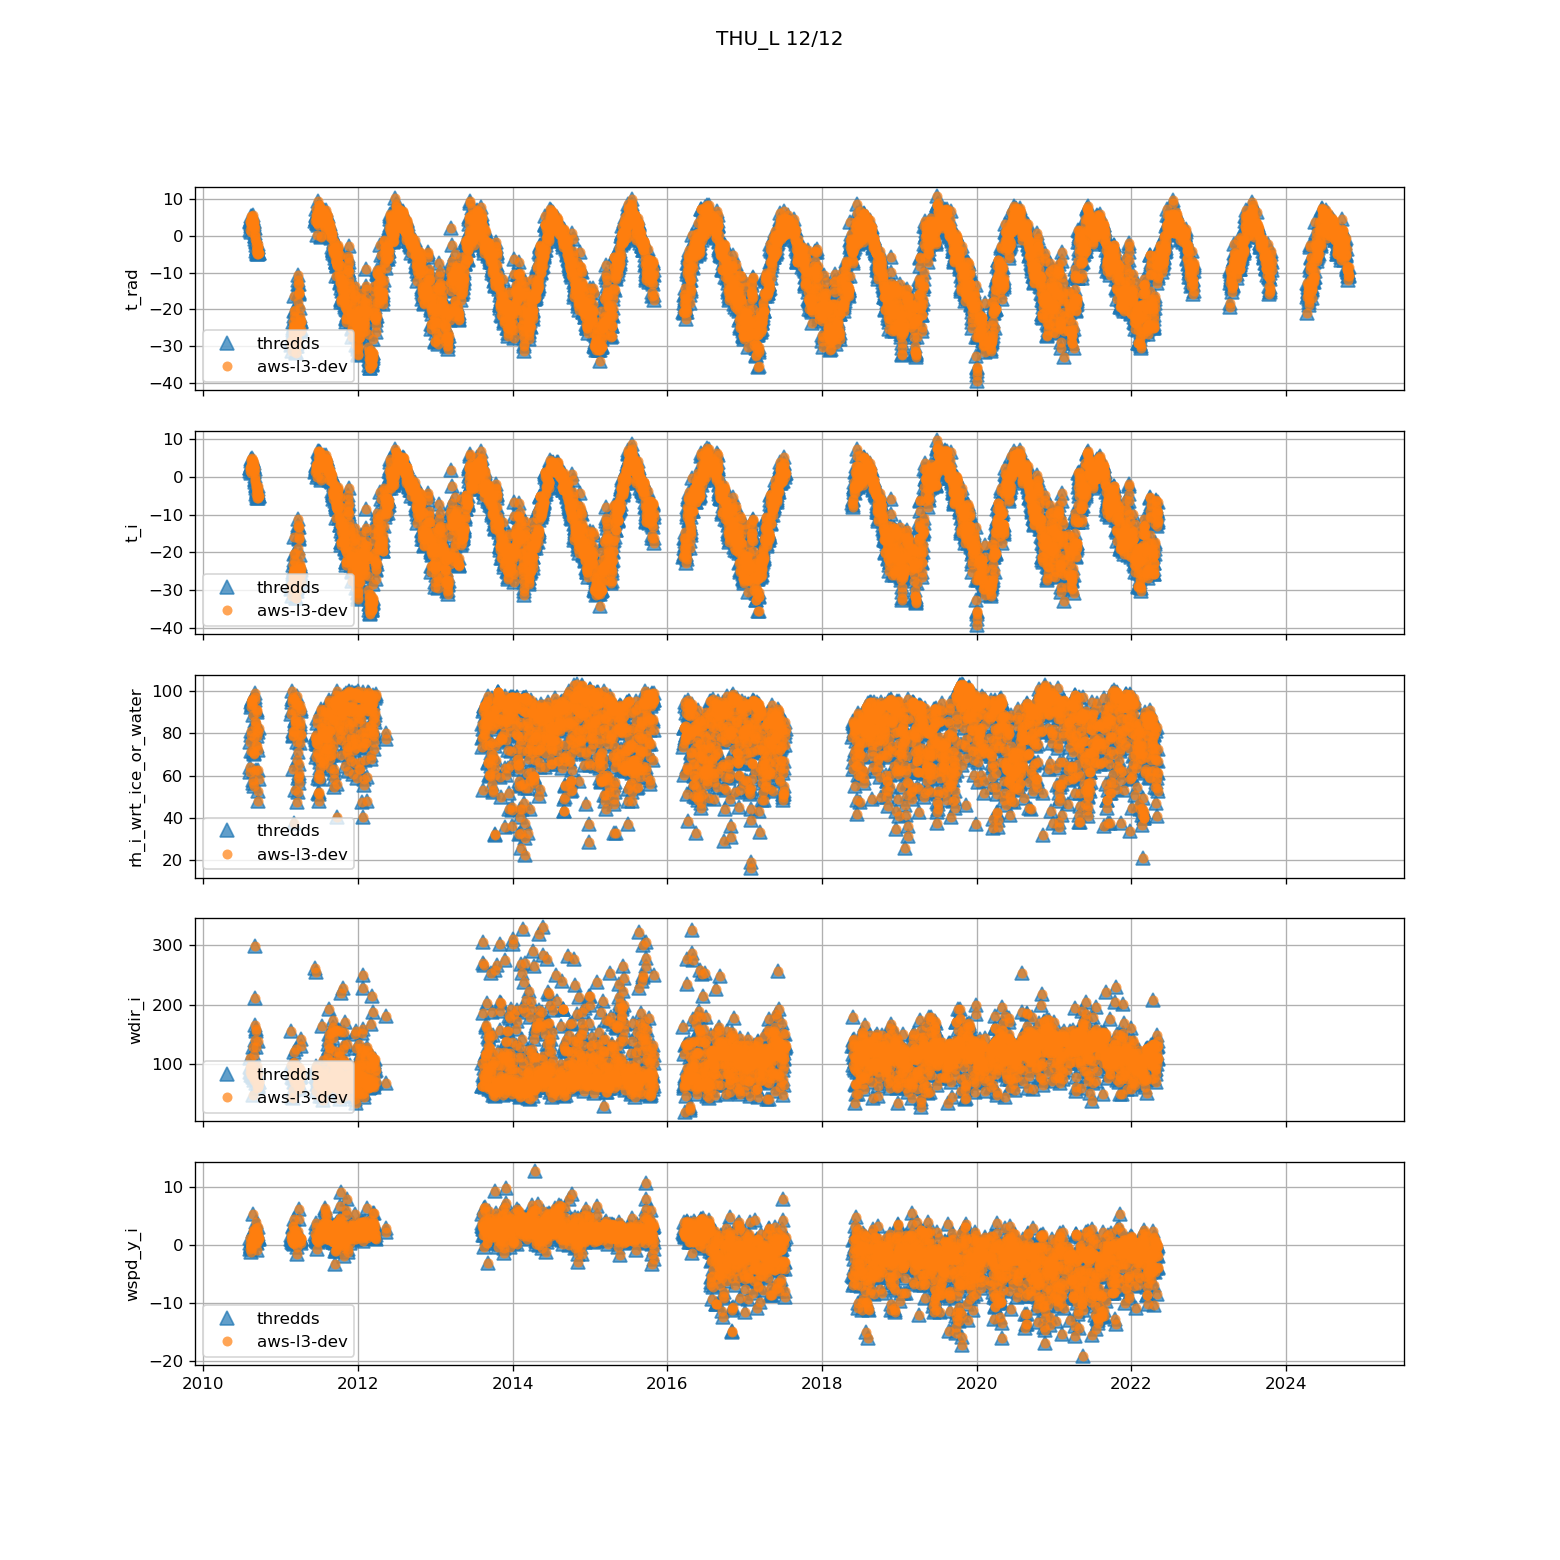 THU_L 12/12
t_rad
10
0
−10
−20
−30
−40
thredds
aws-l3-dev
t_i
10
0
−10
−20
−30
−40
thredds
aws-l3-dev
rh_i_wrt_ice_or_water
100
80
60
40
20
thredds
aws-l3-dev
wdir_i
300
200
100
thredds
aws-l3-dev
wspd_y_i
10
0
−10
−20
thredds
aws-l3-dev
2010 2012 2014 2016 2018 2020 2022 2024